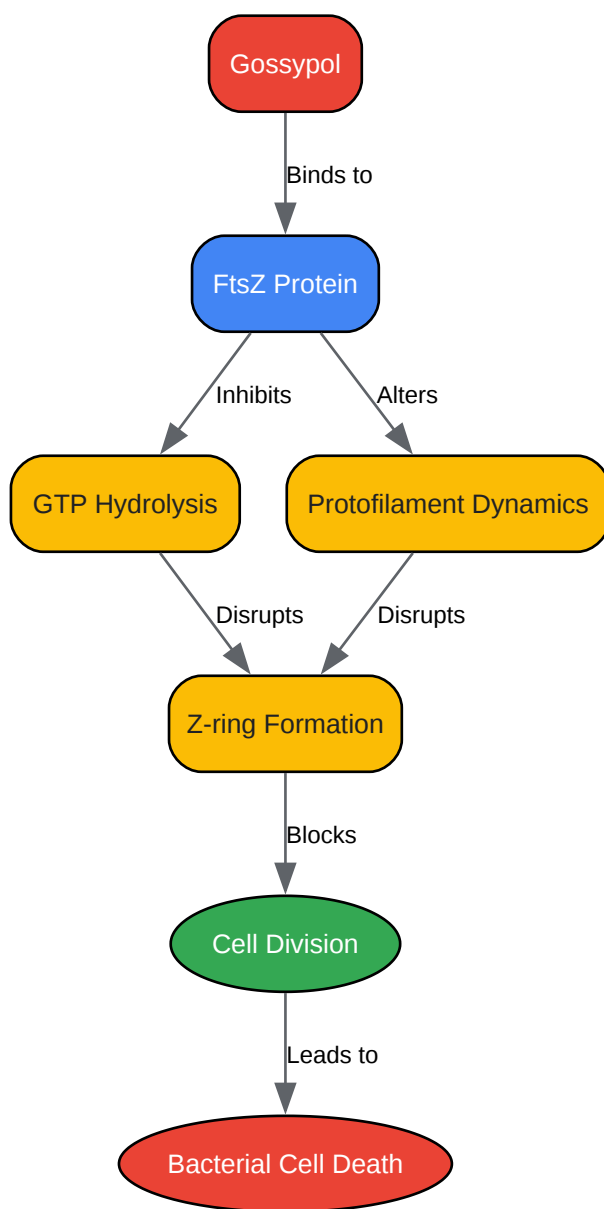 Gossypol
Binds to
FtsZ Protein
Inhibits
Alters
GTP Hydrolysis
Protofilament Dynamics
Disrupts
Disrupts
Z-ring Formation
Blocks
Cell Division
Leads to
Bacterial Cell Death